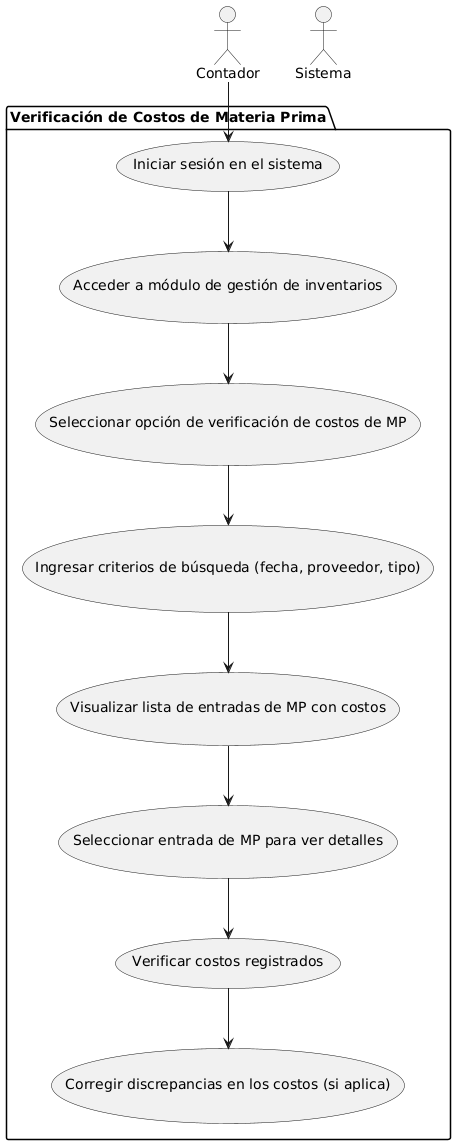 Contador
Sistema
Verificación de Costos de Materia Prima
Iniciar sesión en el sistema
Acceder a módulo de gestión de inventarios
Seleccionar opción de verificación de costos de MP
Ingresar criterios de búsqueda (fecha, proveedor, tipo)
Visualizar lista de entradas de MP con costos
Seleccionar entrada de MP para ver detalles
Verificar costos registrados
Corregir discrepancias en los costos (si aplica)